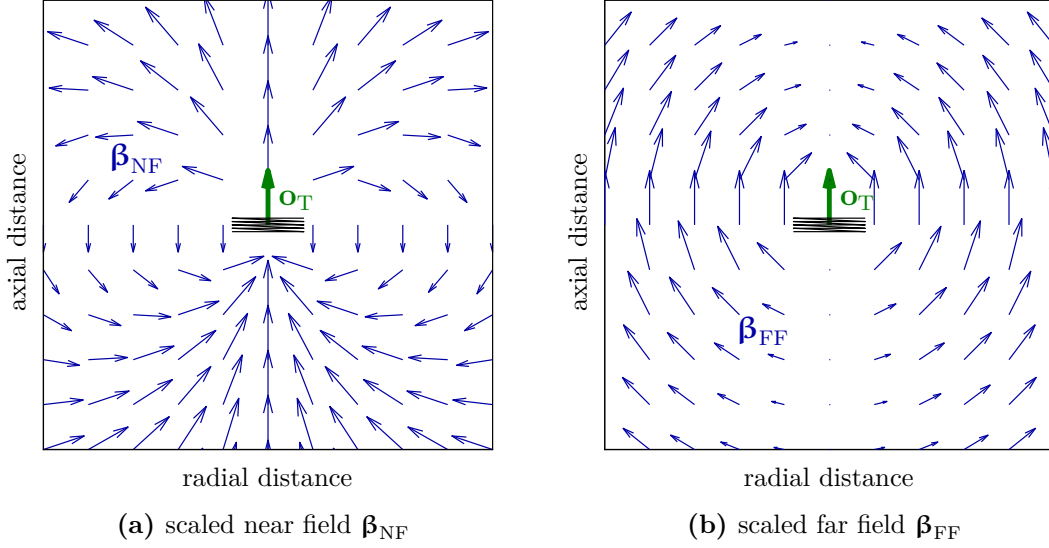 axial distance
β_NF
o_T
radial distance
(a) scaled near field β_NF
axial distance
o_T
β_FF
radial distance
(b) scaled far field β_FF